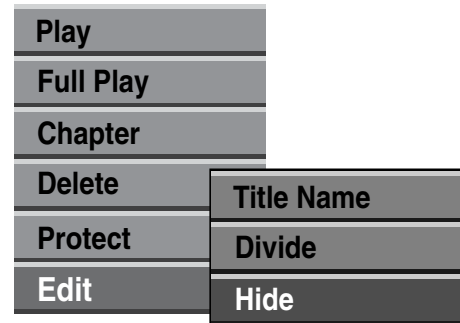 Play
Full Play
Chapter
Delete
Protect
Edit
Title Name
Divide
Hide